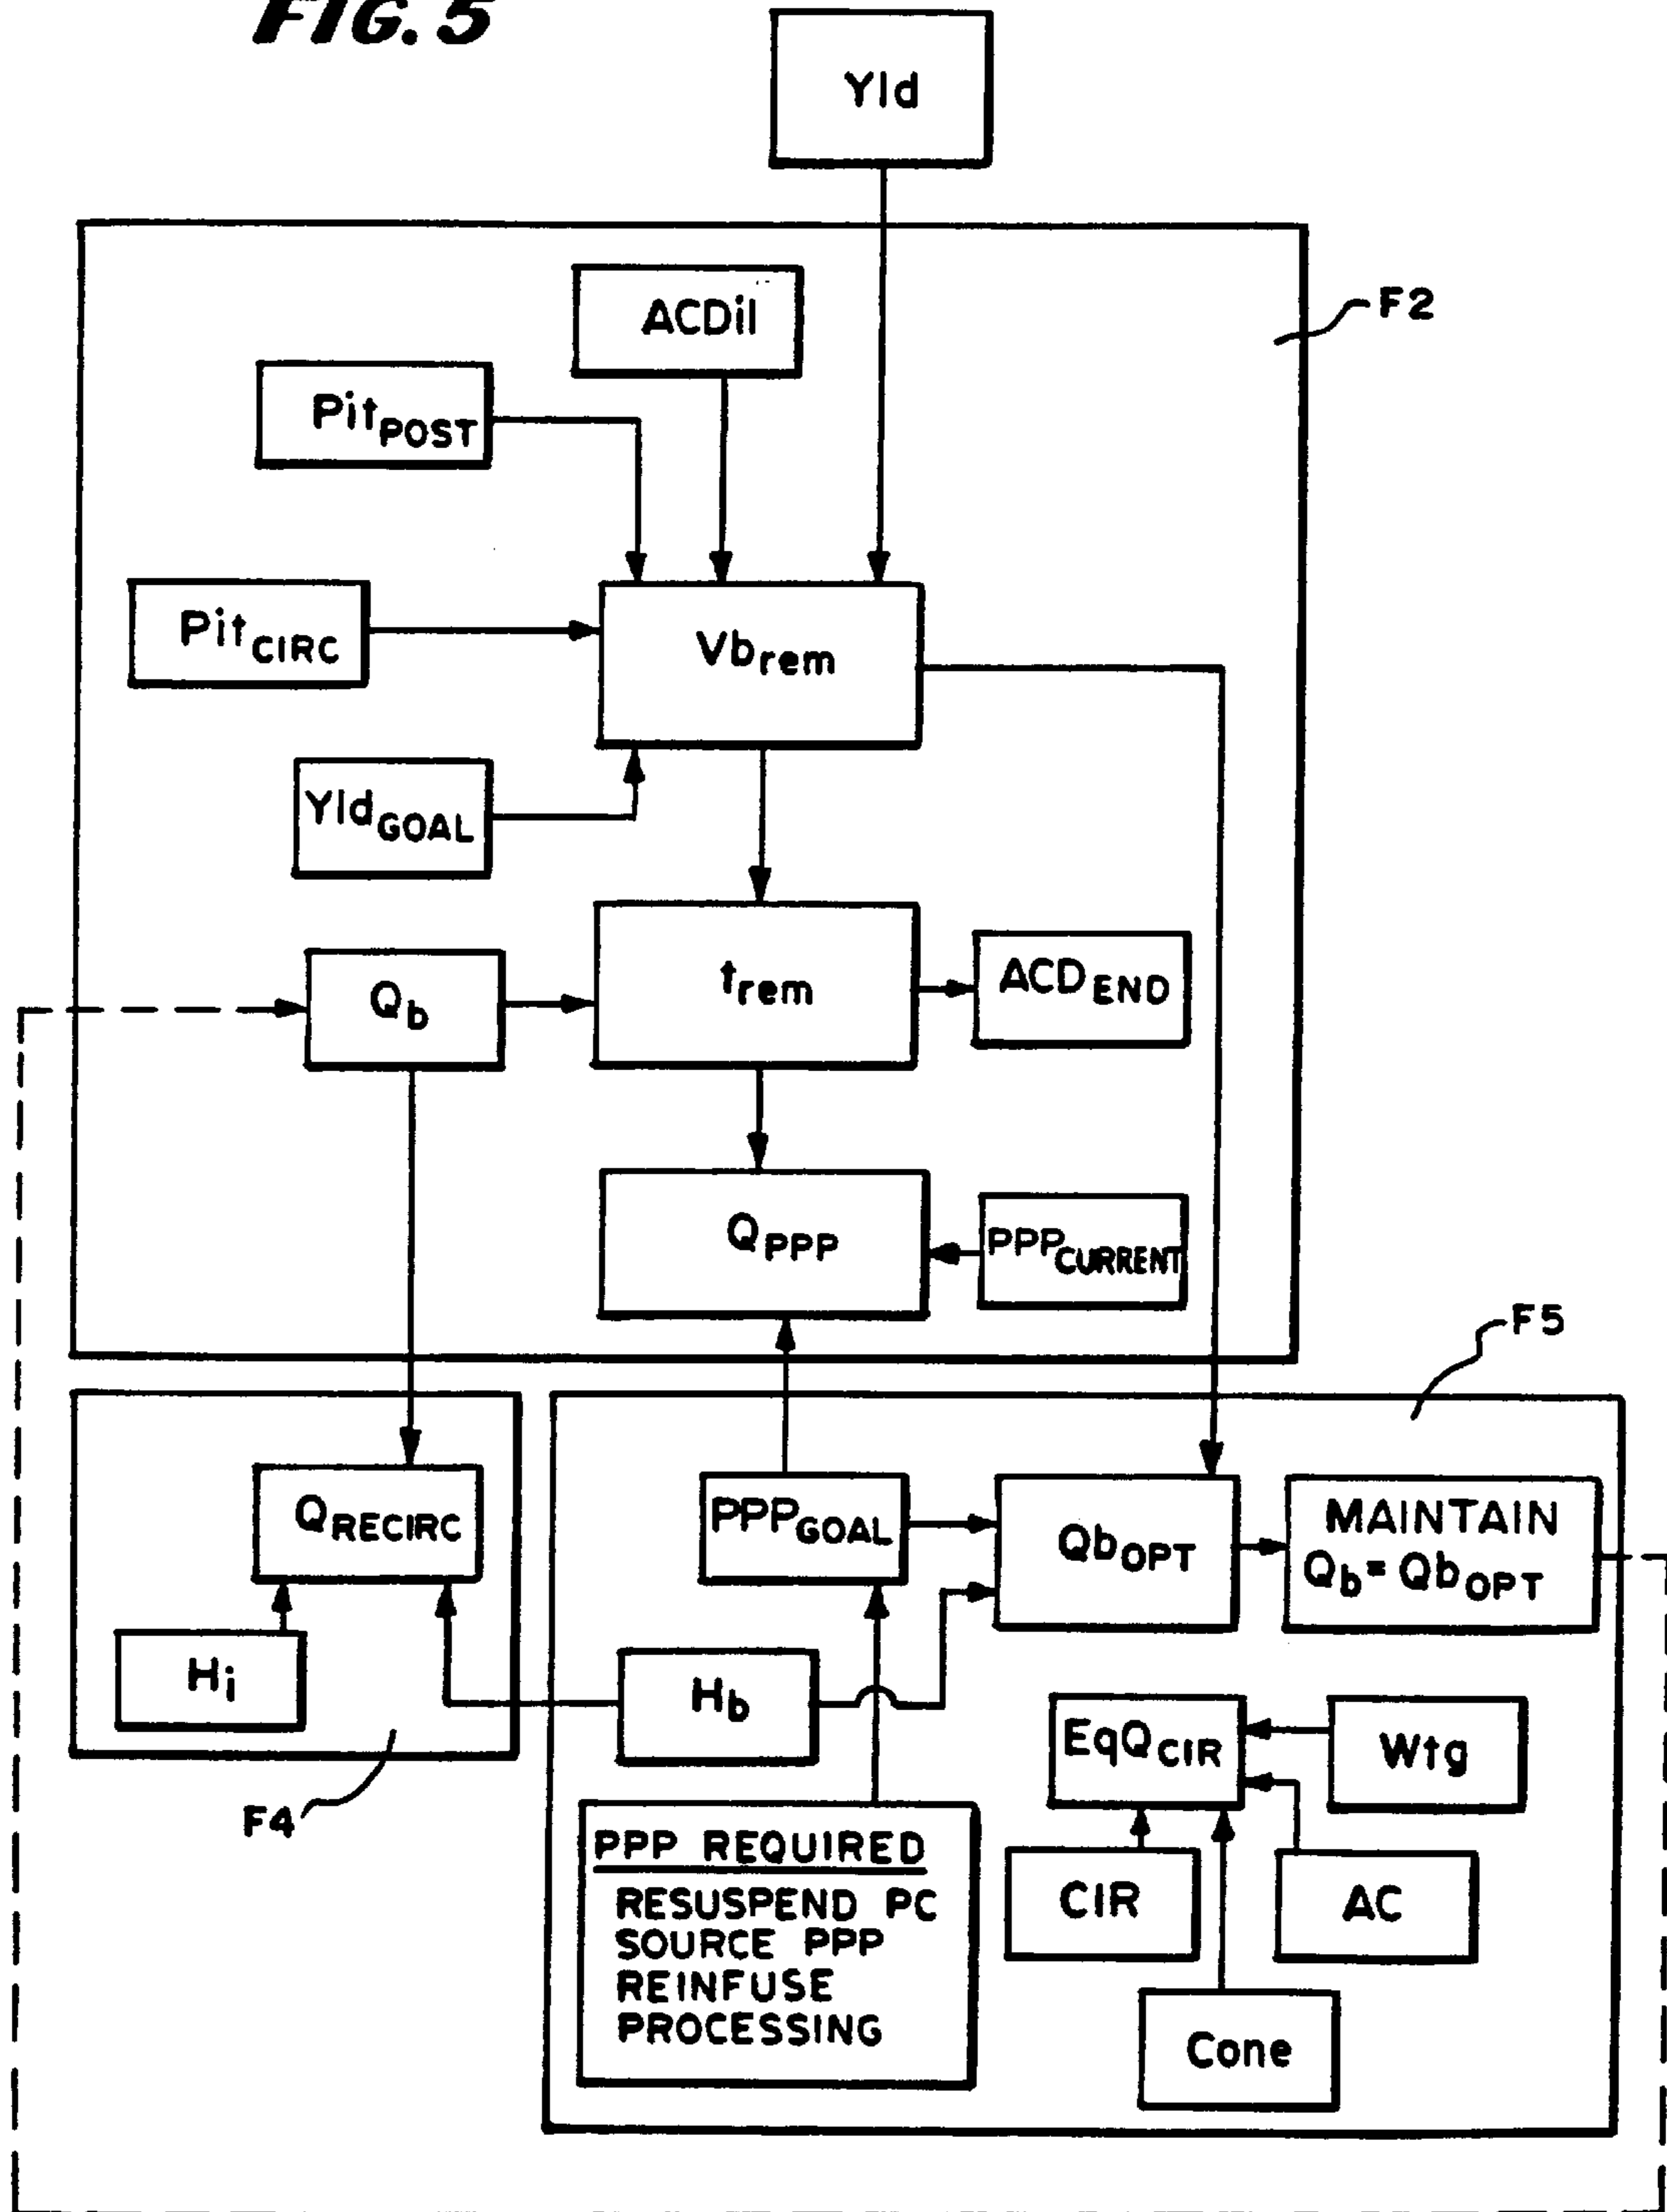 FIG. 5
Yld
F2
ACDil
PitPOST
PitCIRC
Vbrem
YldGOAL
Qb
trem
ACDEND
QPPP
PPPCURRENT
F5
QRECIRC
PPPGOAL
QbOPT
MAINTAIN
Qb=QbOPT
Hi
Hb
EqQCIR
Wtg
F4
PPP REQUIRED
RESUSPEND PC
SOURCE PPP
REINFUSE
PROCESSING
CIR
AC
Cone